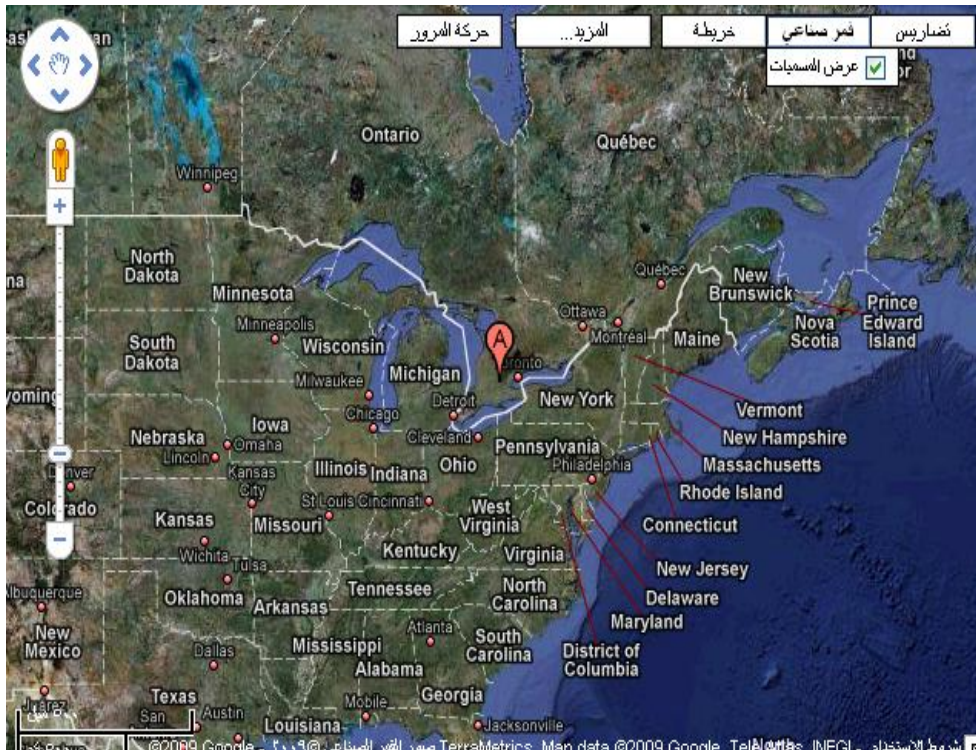 حركة المرور
المزيد...
خريطة
قمر صناعي
تضاريس
عرض المسميات
Ontario
Québec
Winnipeg
North
Dakota
Minnesota
Minneapolis
Québec
New
Brunswick
Prince
Edward
Island
Nova
Scotia
Ottawa
Montréal
Maine
South
Dakota
Wisconsin
Michigan
A
Milwaukee
Detroit
Chicago
New York
Vermont
Iowa
Cleveland
New Hampshire
Nebraska
Omaha
Lincoln
Illinois
Indiana
Ohio
Pennsylvania
Philadelphia
Massachusetts
Rhode Island
Kansas
City
St Louis
Cincinnati
Colorado
Kansas
Missouri
West
Virginia
Connecticut
Wichita
Kentucky
Virginia
New Jersey
Tulsa
Oklahoma
Arkansas
Tennessee
North
Carolina
Delaware
Maryland
New
Mexico
Mississippi
Atlanta
South
Carolina
District of
Columbia
Dallas
Alabama
Texas
Georgia
San
Austin
Mobile
Louisiana
Jacksonville
©2009 Google
TerraMetrics, Map data ©2009 Google, Tele Atlas, INEGI